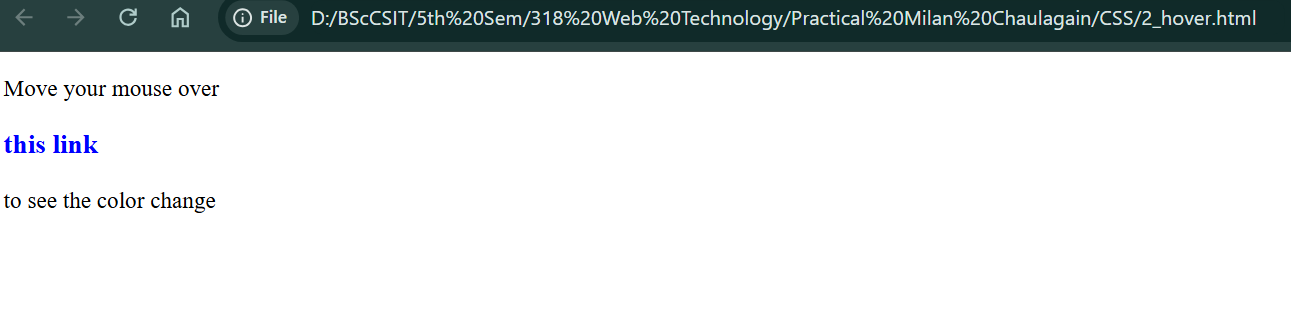 File D:/BScCSIT/5th%20Sem/318%20Web%20Technology/Practical%20Milan%20Chaulagain/CSS/2_hover.html
Move your mouse over
this link
to see the color change